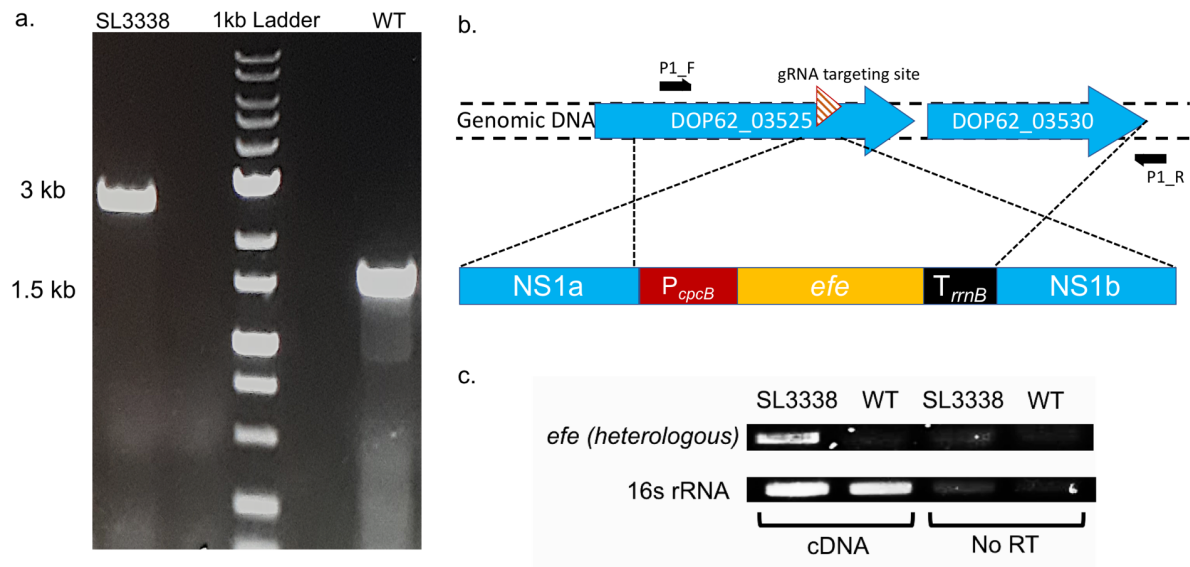 a.
SL3338 1kb Ladder WT
3 kb
1.5 kb
b.
P1_F
gRNA targeting site
Genomic DNA DOP62_03525 DOP62_03530
P1_R
NS1a PcpcB efe TrrnB NS1b
c.
SL3338 WT SL3338 WT
efe (heterologous)
16s rRNA
cDNA No RT